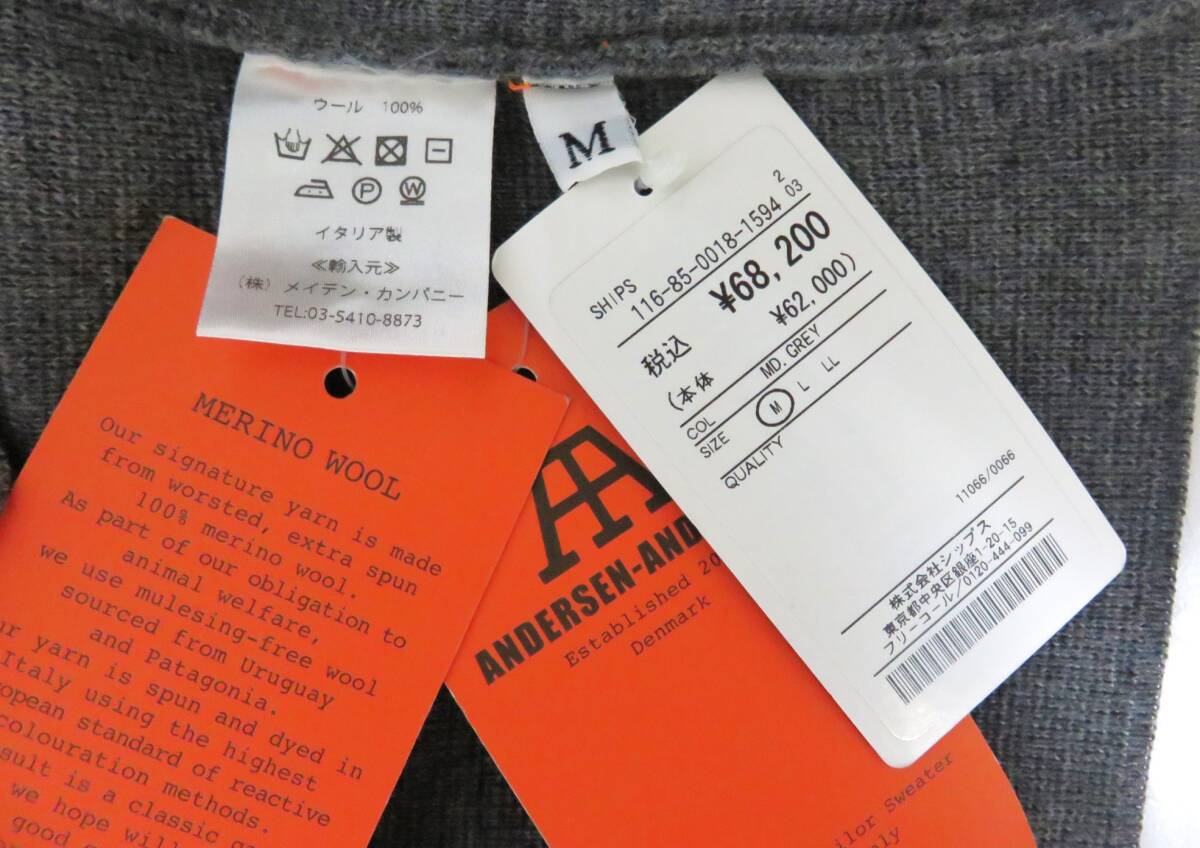 ウール 100%
P
W
イタリア製
≪輸入元≫
(株) メイデン・カンパニー
TEL:03-5410-8873
M
SHIPS
116-85-0018-1594 2 03
税込 ¥68,200
(本体 ¥62,000)
COL MD.GREY
SIZE M L LL
QUALITY
11066/0066
株式会社シップス
東京都中央区銀座1-20-15
フリーコール/0120-444-099
MERINO WOOL
Our signature yarn is made
from worsted, extra spun
100% merino wool.
As part of our obligation to
animal welfare,
we use mulesing-free wool
sourced from Uruguay
and Patagonia.
yarn is spun and dyed in
Italy using the highest
standard of reactive
methods.
is a classic
we hope
good
ANDERSEN-AND
Established 20
Denmark
Sweater